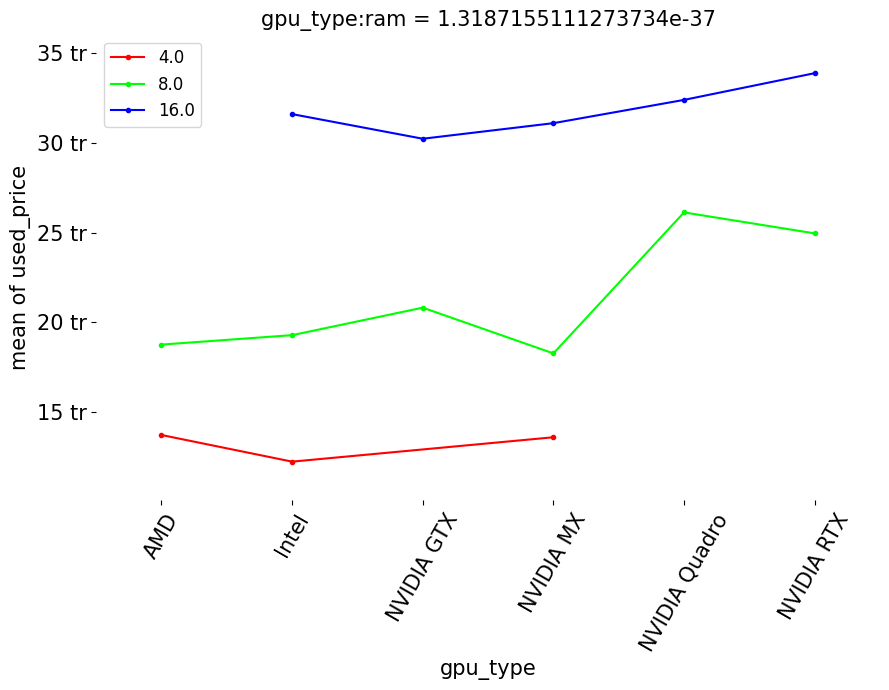 gpu_type:ram = 1.3187155111273734e-37
35 tr
30 tr
25 tr
20 tr
15 tr
mean of used_price
4.0
8.0
16.0
AMD
Intel
NVIDIA GTX
NVIDIA MX
NVIDIA Quadro
NVIDIA RTX
gpu_type